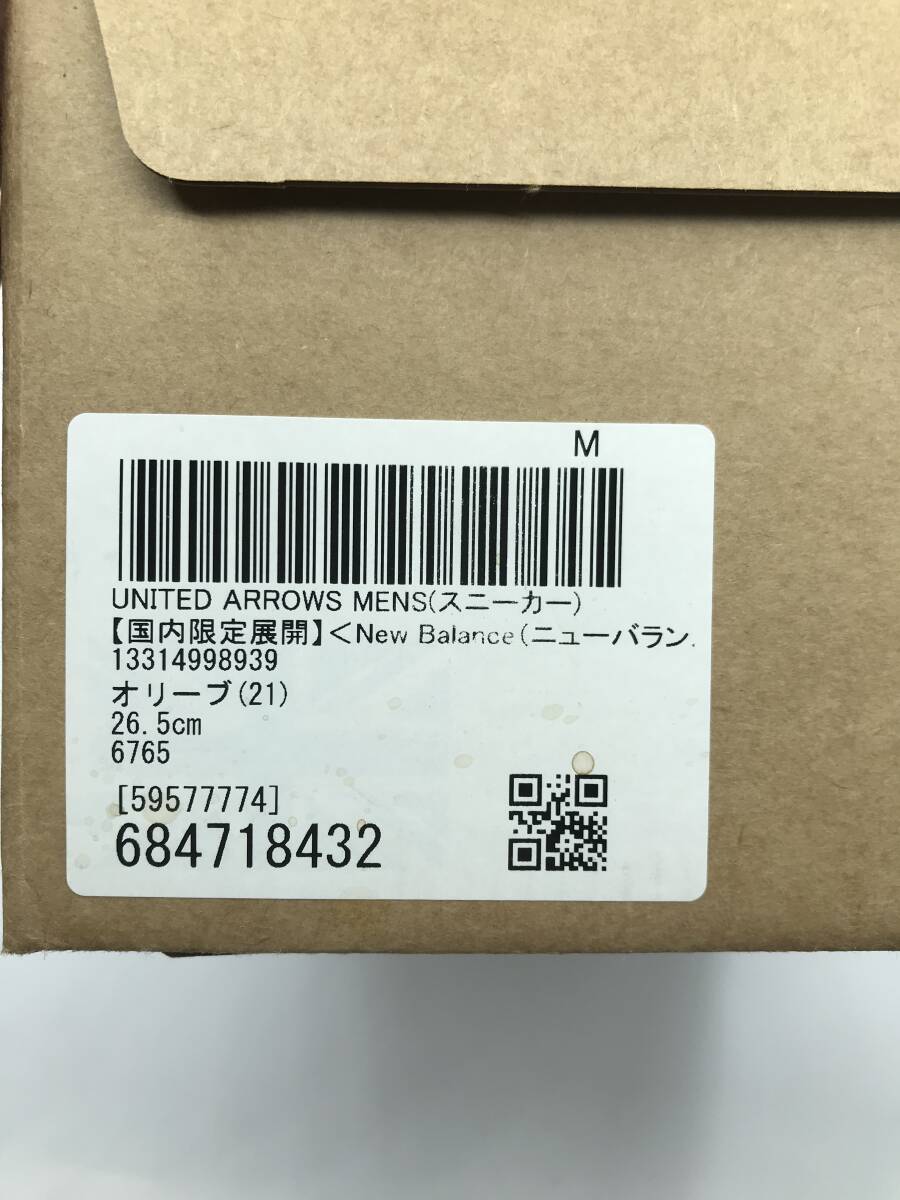 M
UNITED ARROWS MENS(スニーカー)
【国内限定展開】<New Balance(ニューバラン.
13314998939
オリーブ(21)
26.5cm
6765
[59577774]
684718432